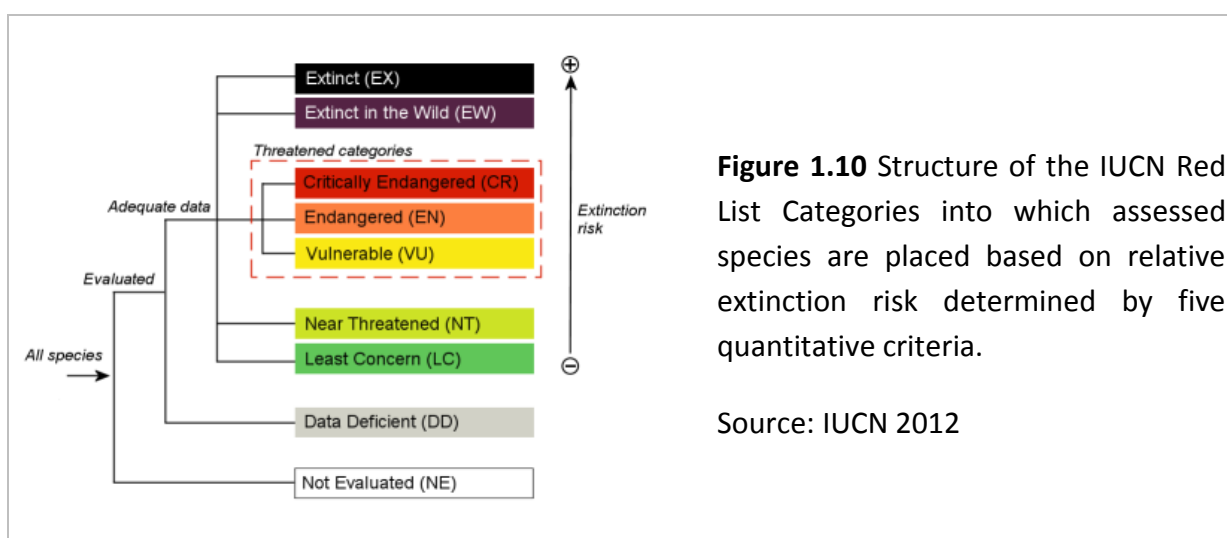 Extinct (EX)
Extinct in the Wild (EW)
Threatened categories
Critically Endangered (CR)
Adequate data
Endangered (EN)
Extinction
risk
Vulnerable (VU)
Evaluated
Near Threatened (NT)
All species
Least Concern (LC)
Data Deficient (DD)
Not Evaluated (NE)
Figure 1.10 Structure of the IUCN Red
List Categories into which assessed
species are placed based on relative
extinction risk determined by five
quantitative criteria.
Source: IUCN 2012